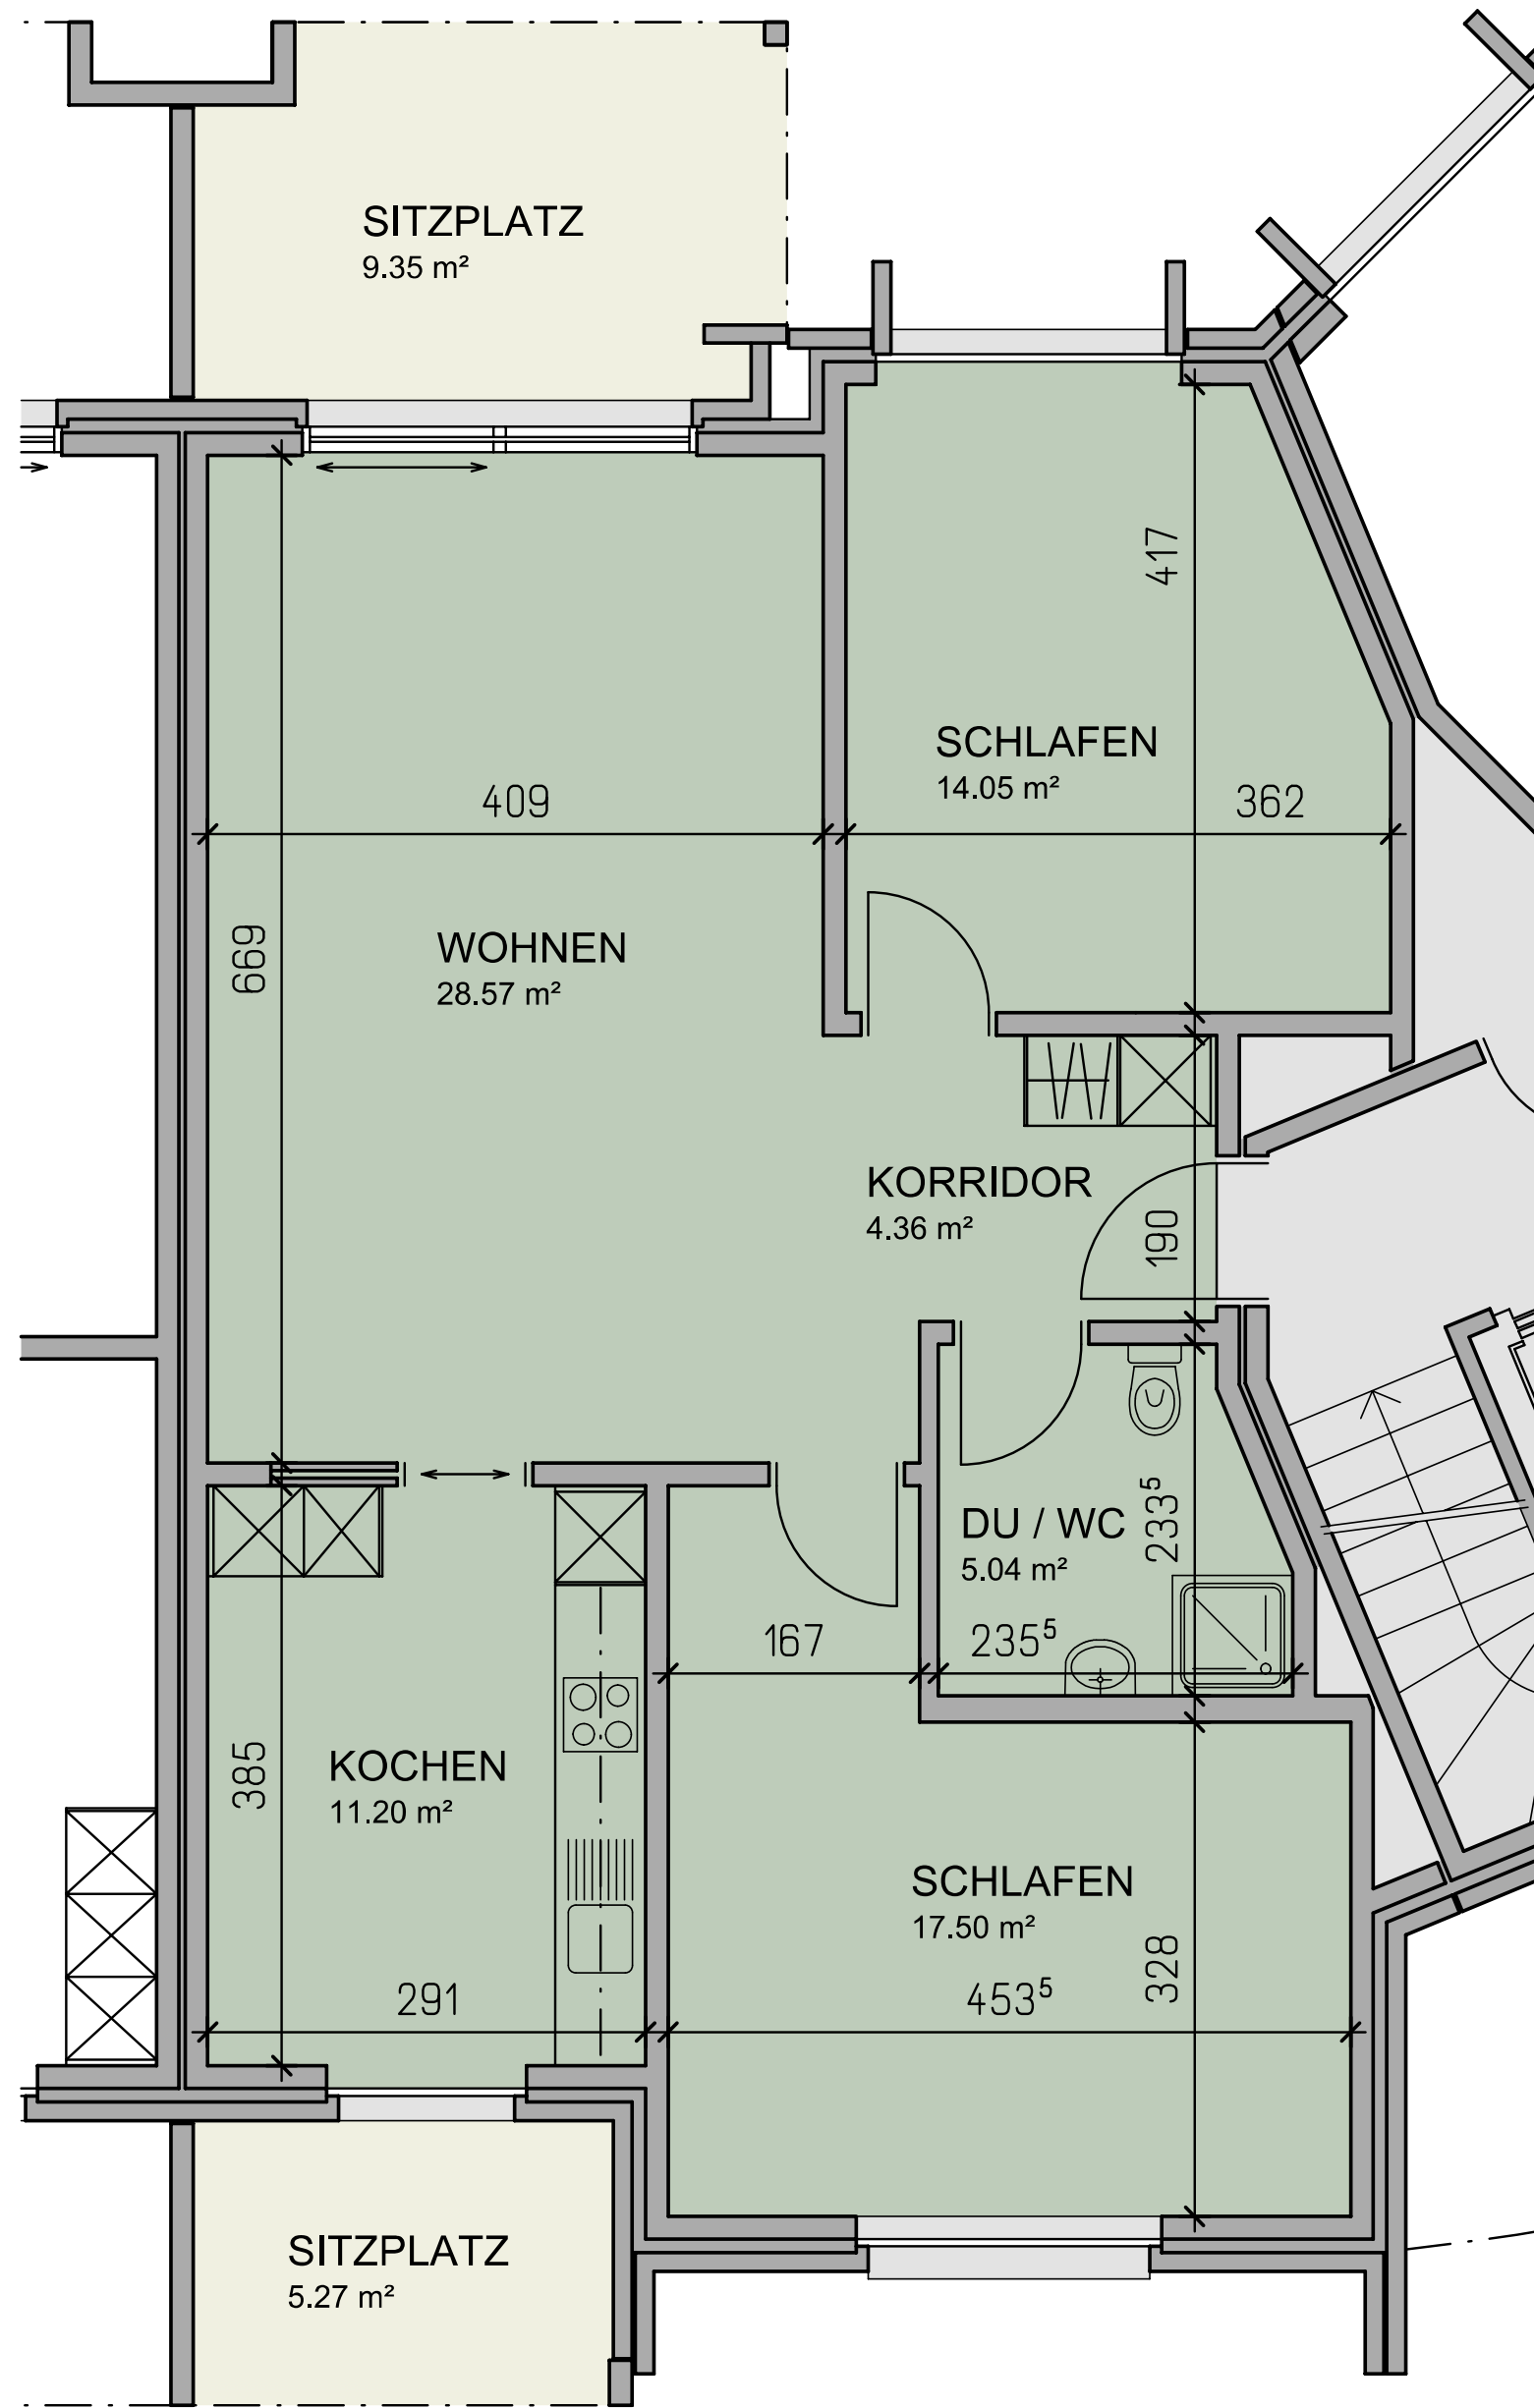 SITZPLATZ
9.35 m²
417
SCHLAFEN
14.05 m²
409
362
WOHNEN
28.57 m²
669
KORRIDOR
4.36 m²
190
DU / WC
5.04 m²
233⁵
167
235⁵
KOCHEN
11.20 m²
385
SCHLAFEN
17.50 m²
328
291
453⁵
SITZPLATZ
5.27 m²